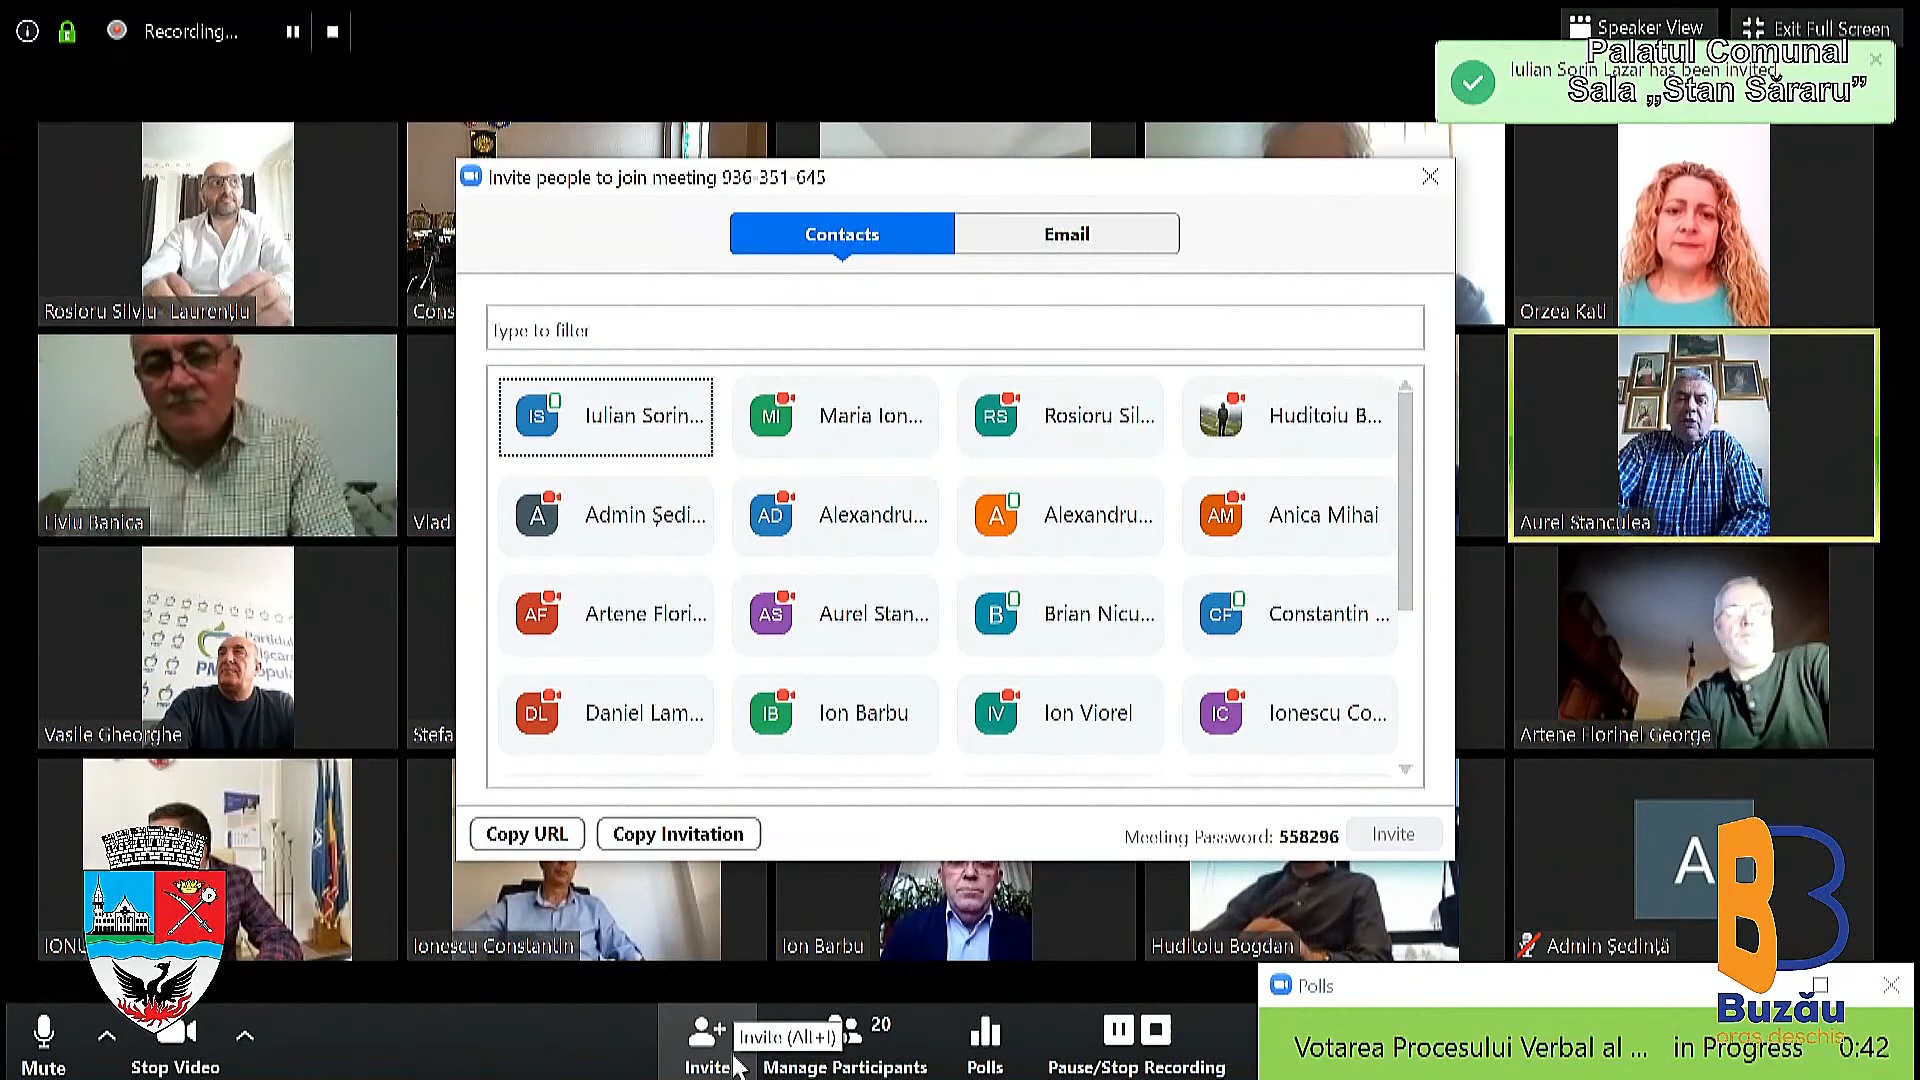 Recording...
Speaker View
Exit Full Screen
Iulian Sorin Lazar has been invited
Palatul Comunal
Sala „Stan Săraru”
Rosioru Silviu- Laurențiu
Cons
Orzea Kati
Liviu Banica
Vlad
Aurel Stanculea
Partidul
PM
Vasile Gheorghe
Stefa
Artene Florinel George
Ionescu Constantin
Ion Barbu
Huditoiu Bogdan
A
Admin Ședință
Invite people to join meeting 936-351-645
Contacts
Email
Type to filter
IS Iulian Sorin...
MI Maria Ion...
RS Rosioru Sil...
Huditoiu B...
A Admin Ședi...
AD Alexandru...
A Alexandru...
AM Anica Mihai
AF Artene Flori...
AS Aurel Stan...
B Brian Nicu...
CF Constantin ...
DL Daniel Lam...
IB Ion Barbu
IV Ion Viorel
IC Ionescu Co...
Copy URL
Copy Invitation
Meeting Password: 558296
Invite
Mute
Stop Video
Invite
Invite (Alt+I)
20
Manage Participants
Polls
Pause/Stop Recording
Polls
Votarea Procesului Verbal al ... in Progress 0:42
Buzău
oraș deschis